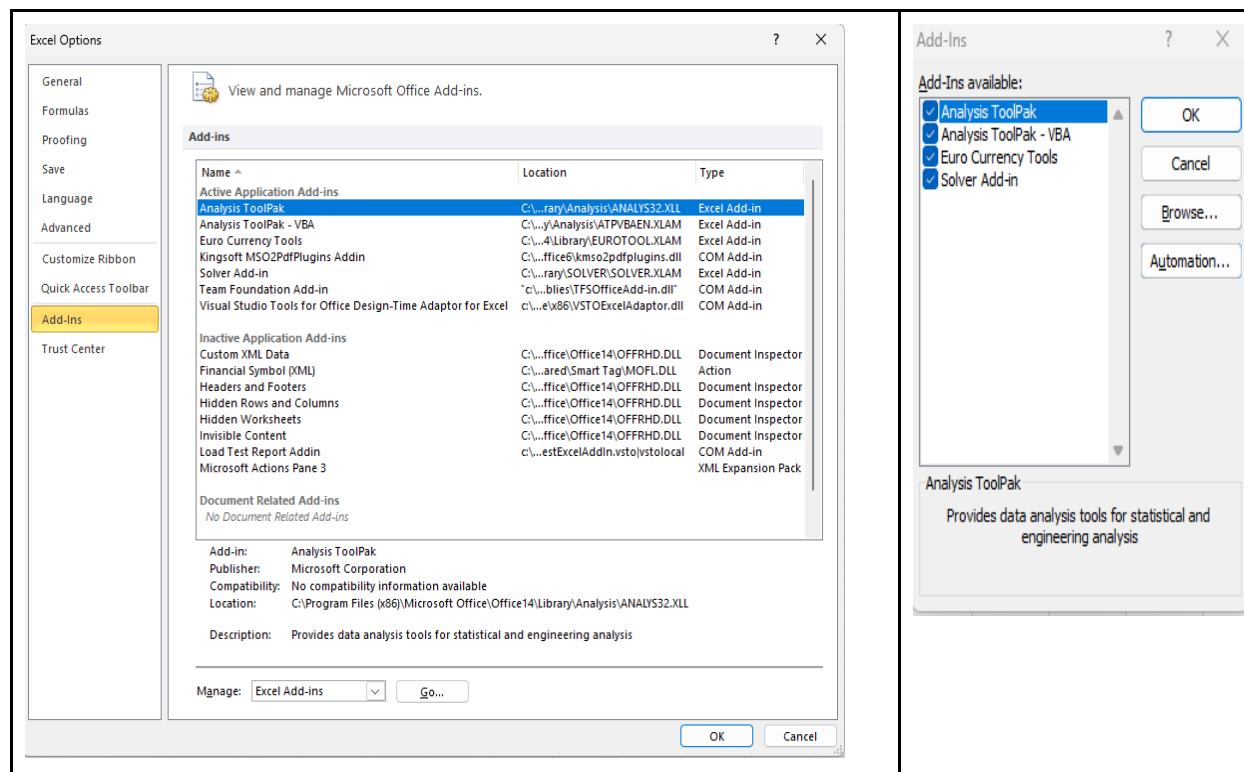 Excel Options ? X
General
Formulas
Proofing
Save
Language
Advanced
Customize Ribbon
Quick Access Toolbar
Add-Ins
Trust Center
View and manage Microsoft Office Add-ins.
Add-ins
Name Location Type
Active Application Add-ins
Analysis ToolPak C:\...rary\Analysis\ANALYS32.XLL Excel Add-in
Analysis ToolPak - VBA C:\...y\Analysis\ATPVBAEN.XLAM Excel Add-in
Euro Currency Tools C:\...4\Library\EUROTOOL.XLAM Excel Add-in
Kingsoft MSO2PdfPlugins Addin C:\...ffice6\kmso2pdfplugins.dll COM Add-in
Solver Add-in C:\...rary\SOLVER\SOLVER.XLAM Excel Add-in
Team Foundation Add-in "c:\...blies\TFSOfficeAdd-in.dll" COM Add-in
Visual Studio Tools for Office Design-Time Adaptor for Excel c:\...e\x86\VSTOExcelAdaptor.dll COM Add-in
Inactive Application Add-ins
Custom XML Data C:\...ffice\Office14\OFFRHD.DLL Document Inspector
Financial Symbol (XML) C:\...ared\Smart Tag\MOFL.DLL Action
Headers and Footers C:\...ffice\Office14\OFFRHD.DLL Document Inspector
Hidden Rows and Columns C:\...ffice\Office14\OFFRHD.DLL Document Inspector
Hidden Worksheets C:\...ffice\Office14\OFFRHD.DLL Document Inspector
Invisible Content C:\...ffice\Office14\OFFRHD.DLL Document Inspector
Load Test Report Addin c:\...estExcelAddIn.vsto|vstolocal COM Add-in
Microsoft Actions Pane 3 XML Expansion Pack
Document Related Add-ins
No Document Related Add-ins
Add-in: Analysis ToolPak
Publisher: Microsoft Corporation
Compatibility: No compatibility information available
Location: C:\Program Files (x86)\Microsoft Office\Office14\Library\Analysis\ANALYS32.XLL
Description: Provides data analysis tools for statistical and engineering analysis
Manage: Excel Add-ins Go...
OK Cancel
Add-Ins ? X
Add-Ins available:
Analysis ToolPak
Analysis ToolPak - VBA
Euro Currency Tools
Solver Add-in
OK
Cancel
Browse...
Automation...
Analysis ToolPak
Provides data analysis tools for statistical and
engineering analysis